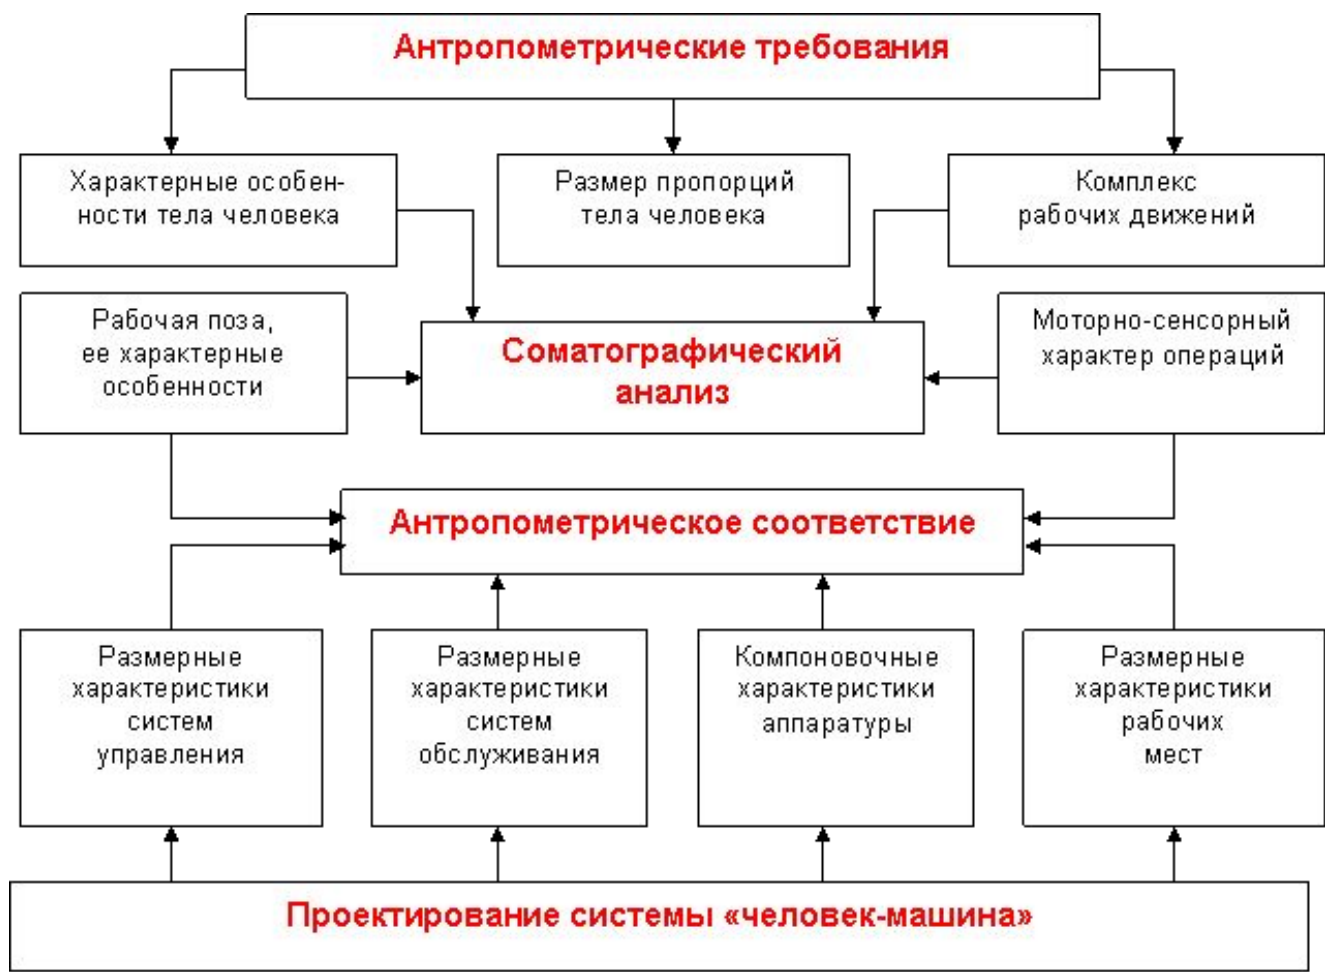 Антропометрические требования
Характерные особен-
ности тела человека
Размер пропорций
тела человека
Комплекс
рабочих движений
Рабочая поза,
ее характерные
особенности
Соматографический
анализ
Моторно-сенсорный
характер операций
Антропометрическое соответствие
Размерные
характеристики
систем
управления
Размерные
характеристики
систем
обслуживания
Компоновочные
характеристики
аппаратуры
Размерные
характеристики
рабочих
мест
Проектирование системы «человек-машина»